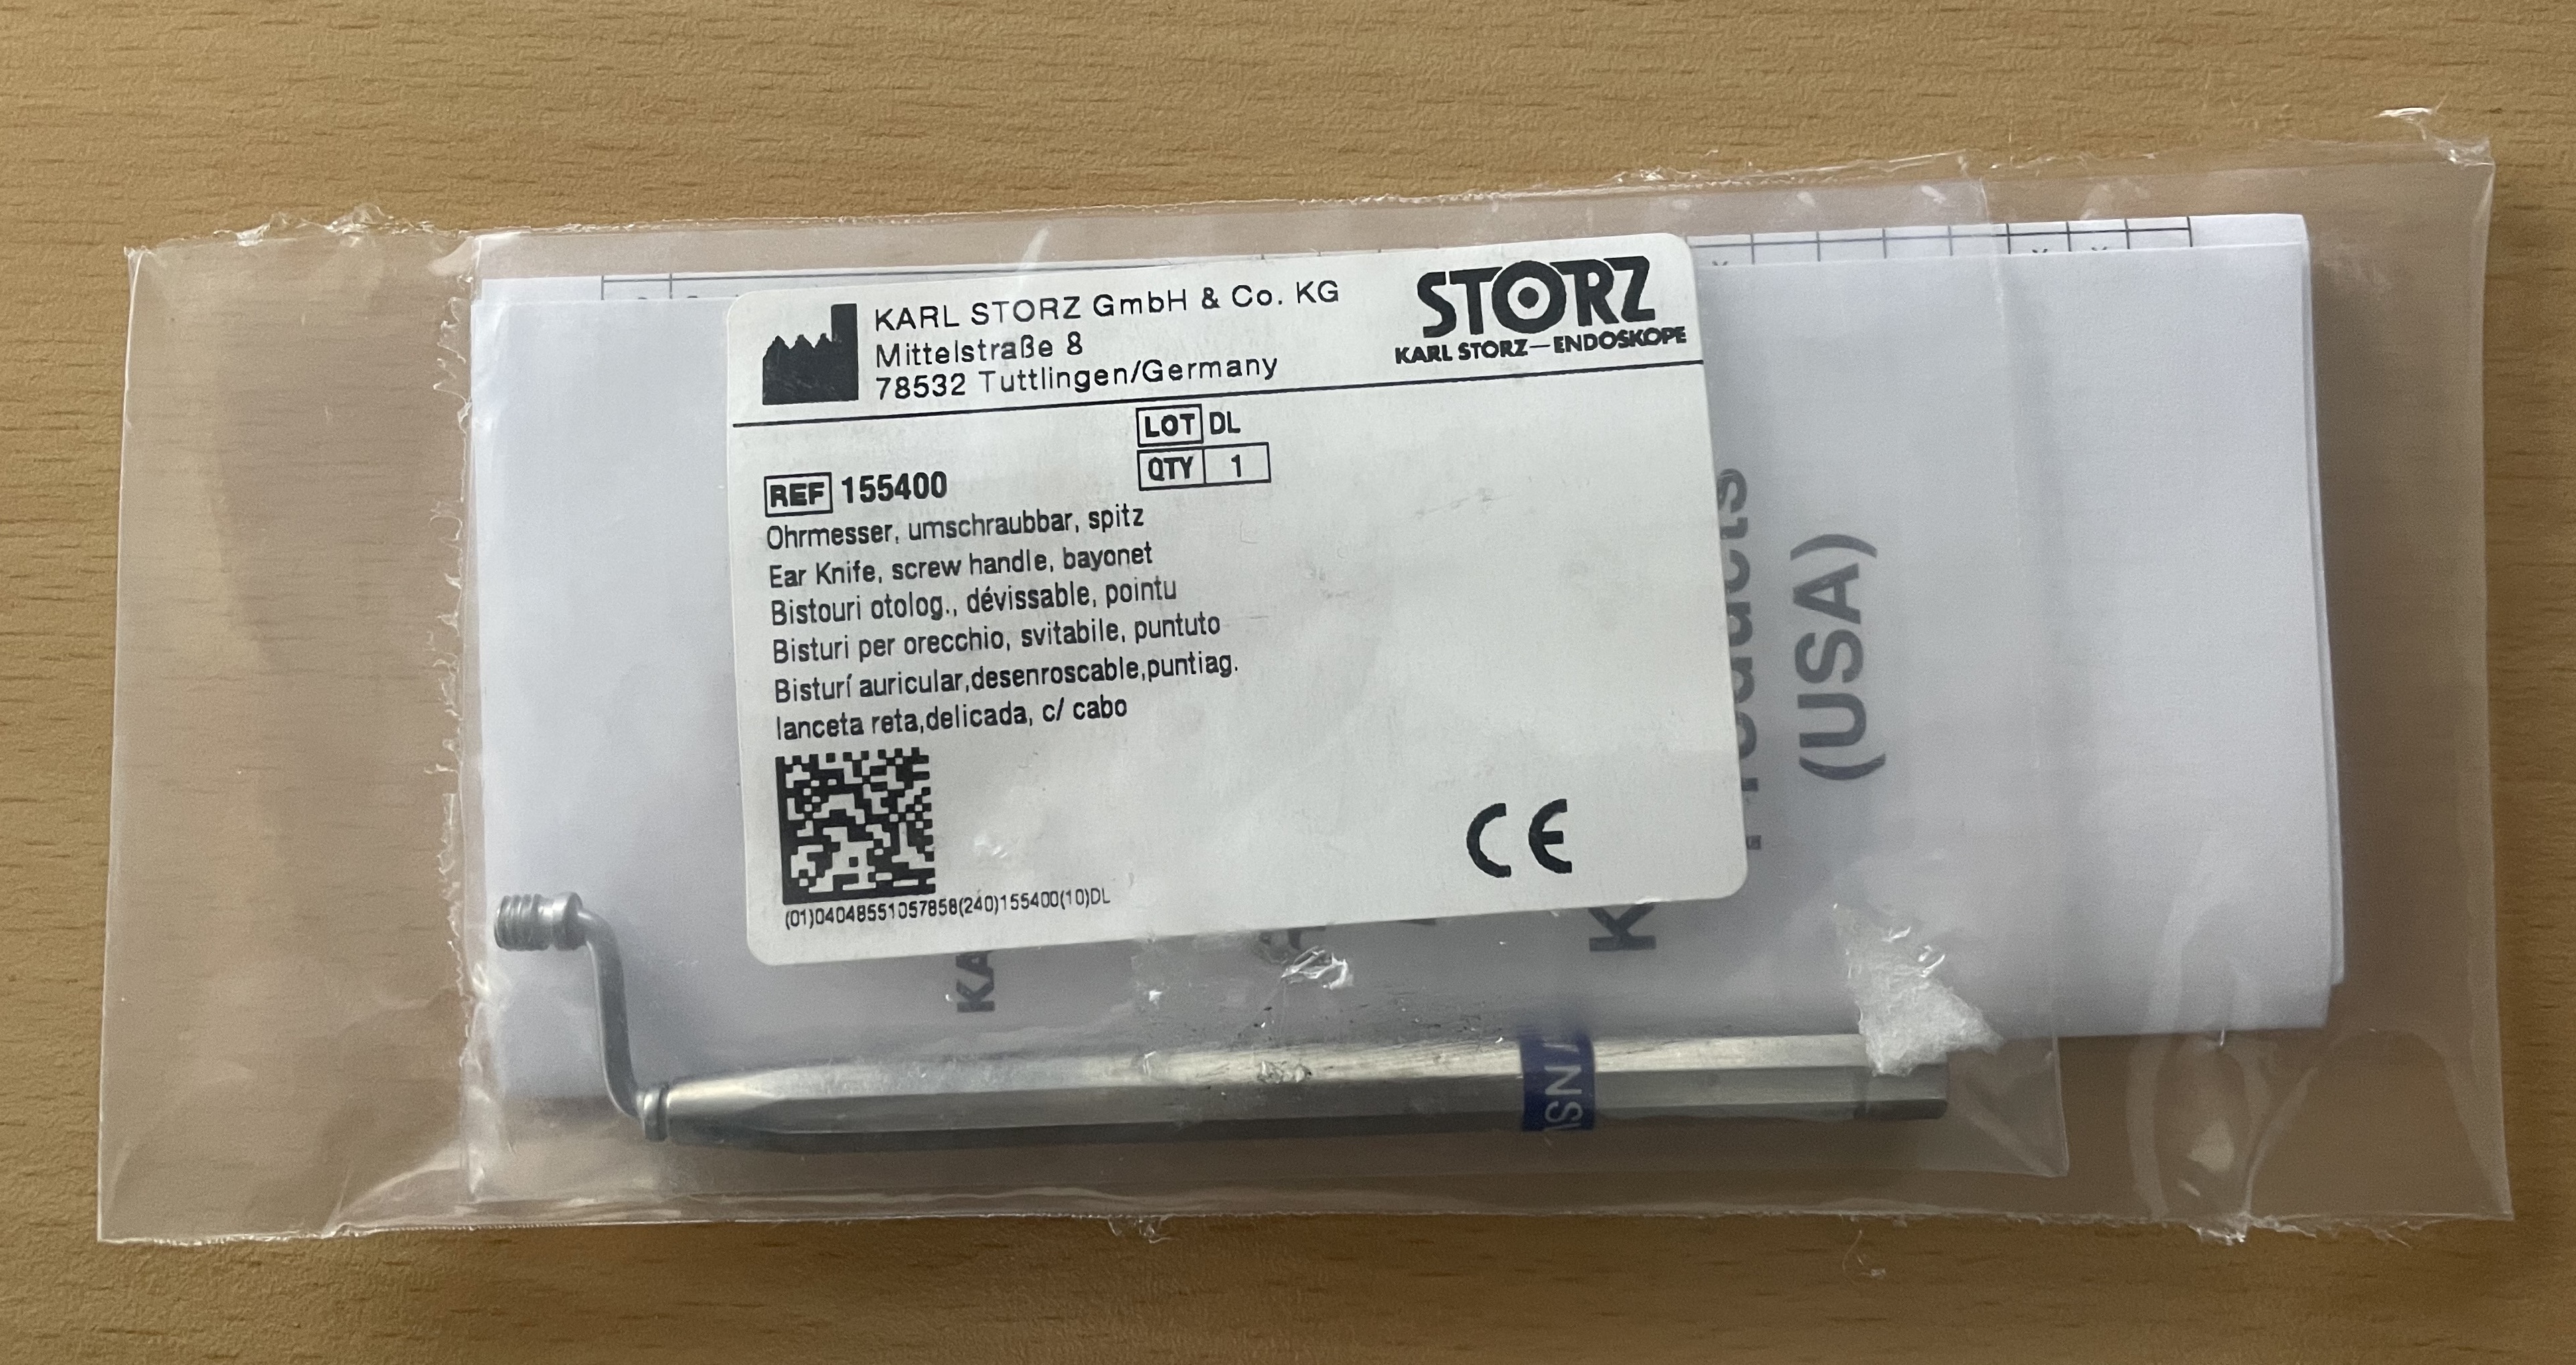 KARL STORZ GmbH & Co. KG
Mittelstraße 8
78532 Tuttlingen/Germany
STORZ
KARL STORZ—ENDOSKOPE
LOT DL
QTY 1
REF 155400
Ohrmesser, umschraubbar, spitz
Ear Knife, screw handle, bayonet
Bistouri otolog., dévissable, pointu
Bisturi per orecchio, svitabile, puntuto
Bisturí auricular,desenroscable,puntiag.
lanceta reta,delicada, c/ cabo
(01)04048551057858(240)155400(10)DL
CE
(USA)